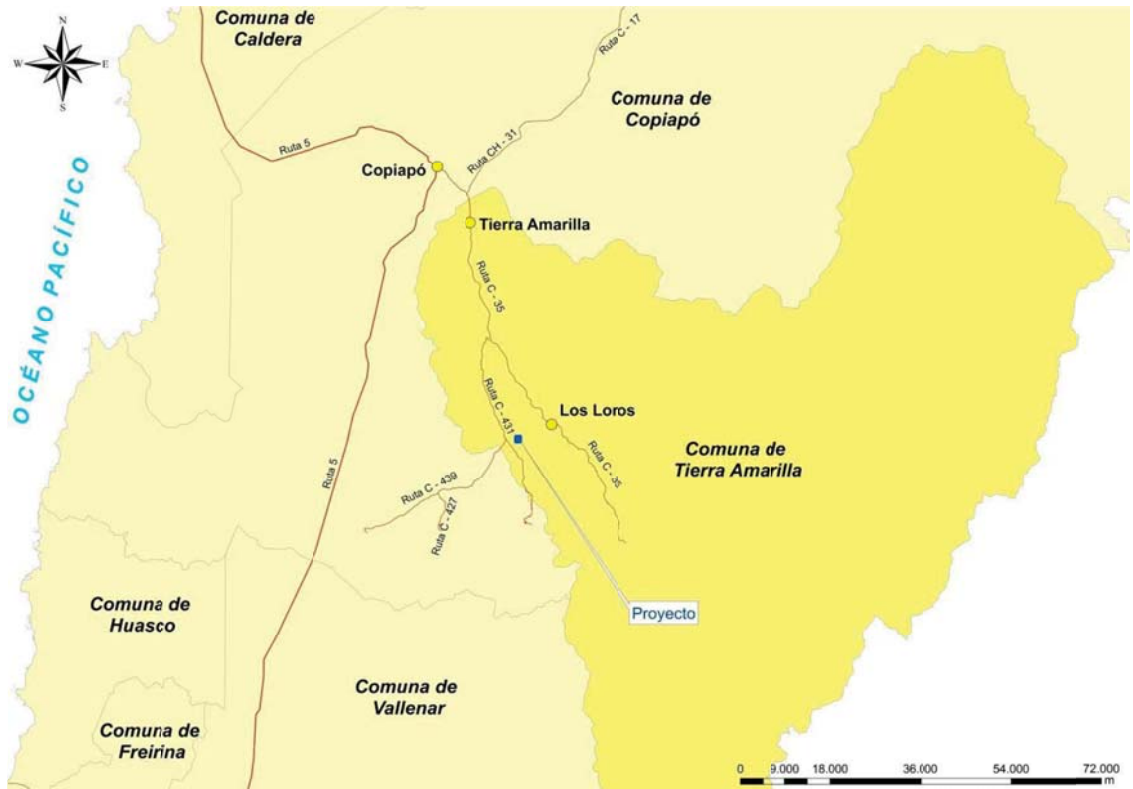 N
W
E
S
Comuna de
Caldera
Ruta C - 17
Comuna de
Copiapó
Ruta 5
Ruta CH - 31
Copiapó
OCÉANO PACÍFICO
Tierra Amarilla
Ruta C - 35
Ruta C - 431
Los Loros
Comuna de
Tierra Amarilla
Ruta C - 35
Ruta 5
Ruta C - 439
Ruta C - 427
Comuna de
Huasco
Proyecto
Comuna de
Vallenar
Comuna de
Freirina
0 9.000 18.000 36.000 54.000 72.000
m